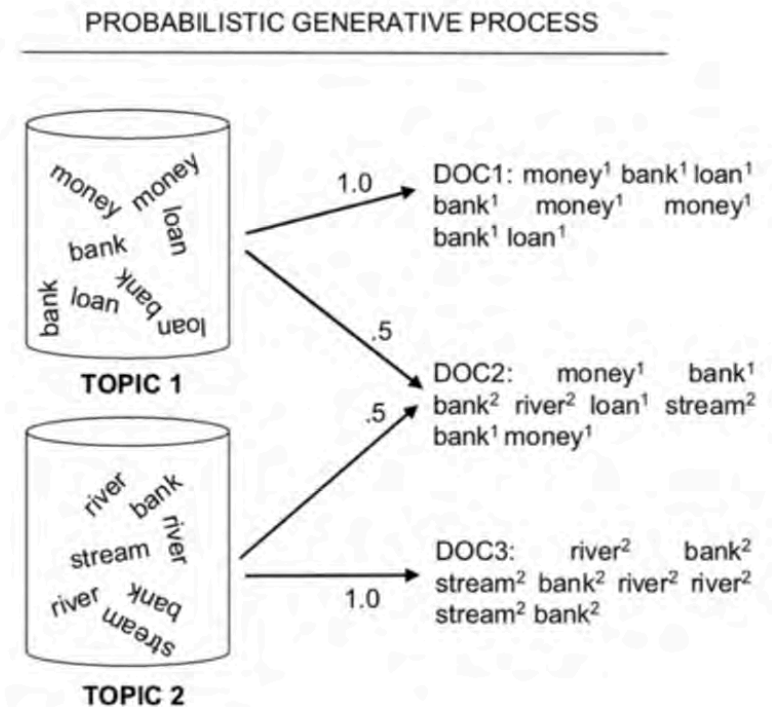 PROBABILISTIC GENERATIVE PROCESS
money
money
loan
bank
bank
loan
bank
loan
TOPIC 1
1.0
.5
DOC1: money¹ bank¹ loan¹
bank¹ money¹ money¹
bank¹ loan¹
DOC2: money¹ bank¹
bank² river² loan¹ stream²
bank¹ money¹
.5
river
bank
river
stream
river
bank
stream
TOPIC 2
1.0
DOC3: river² bank²
stream² bank² river² river²
stream² bank²